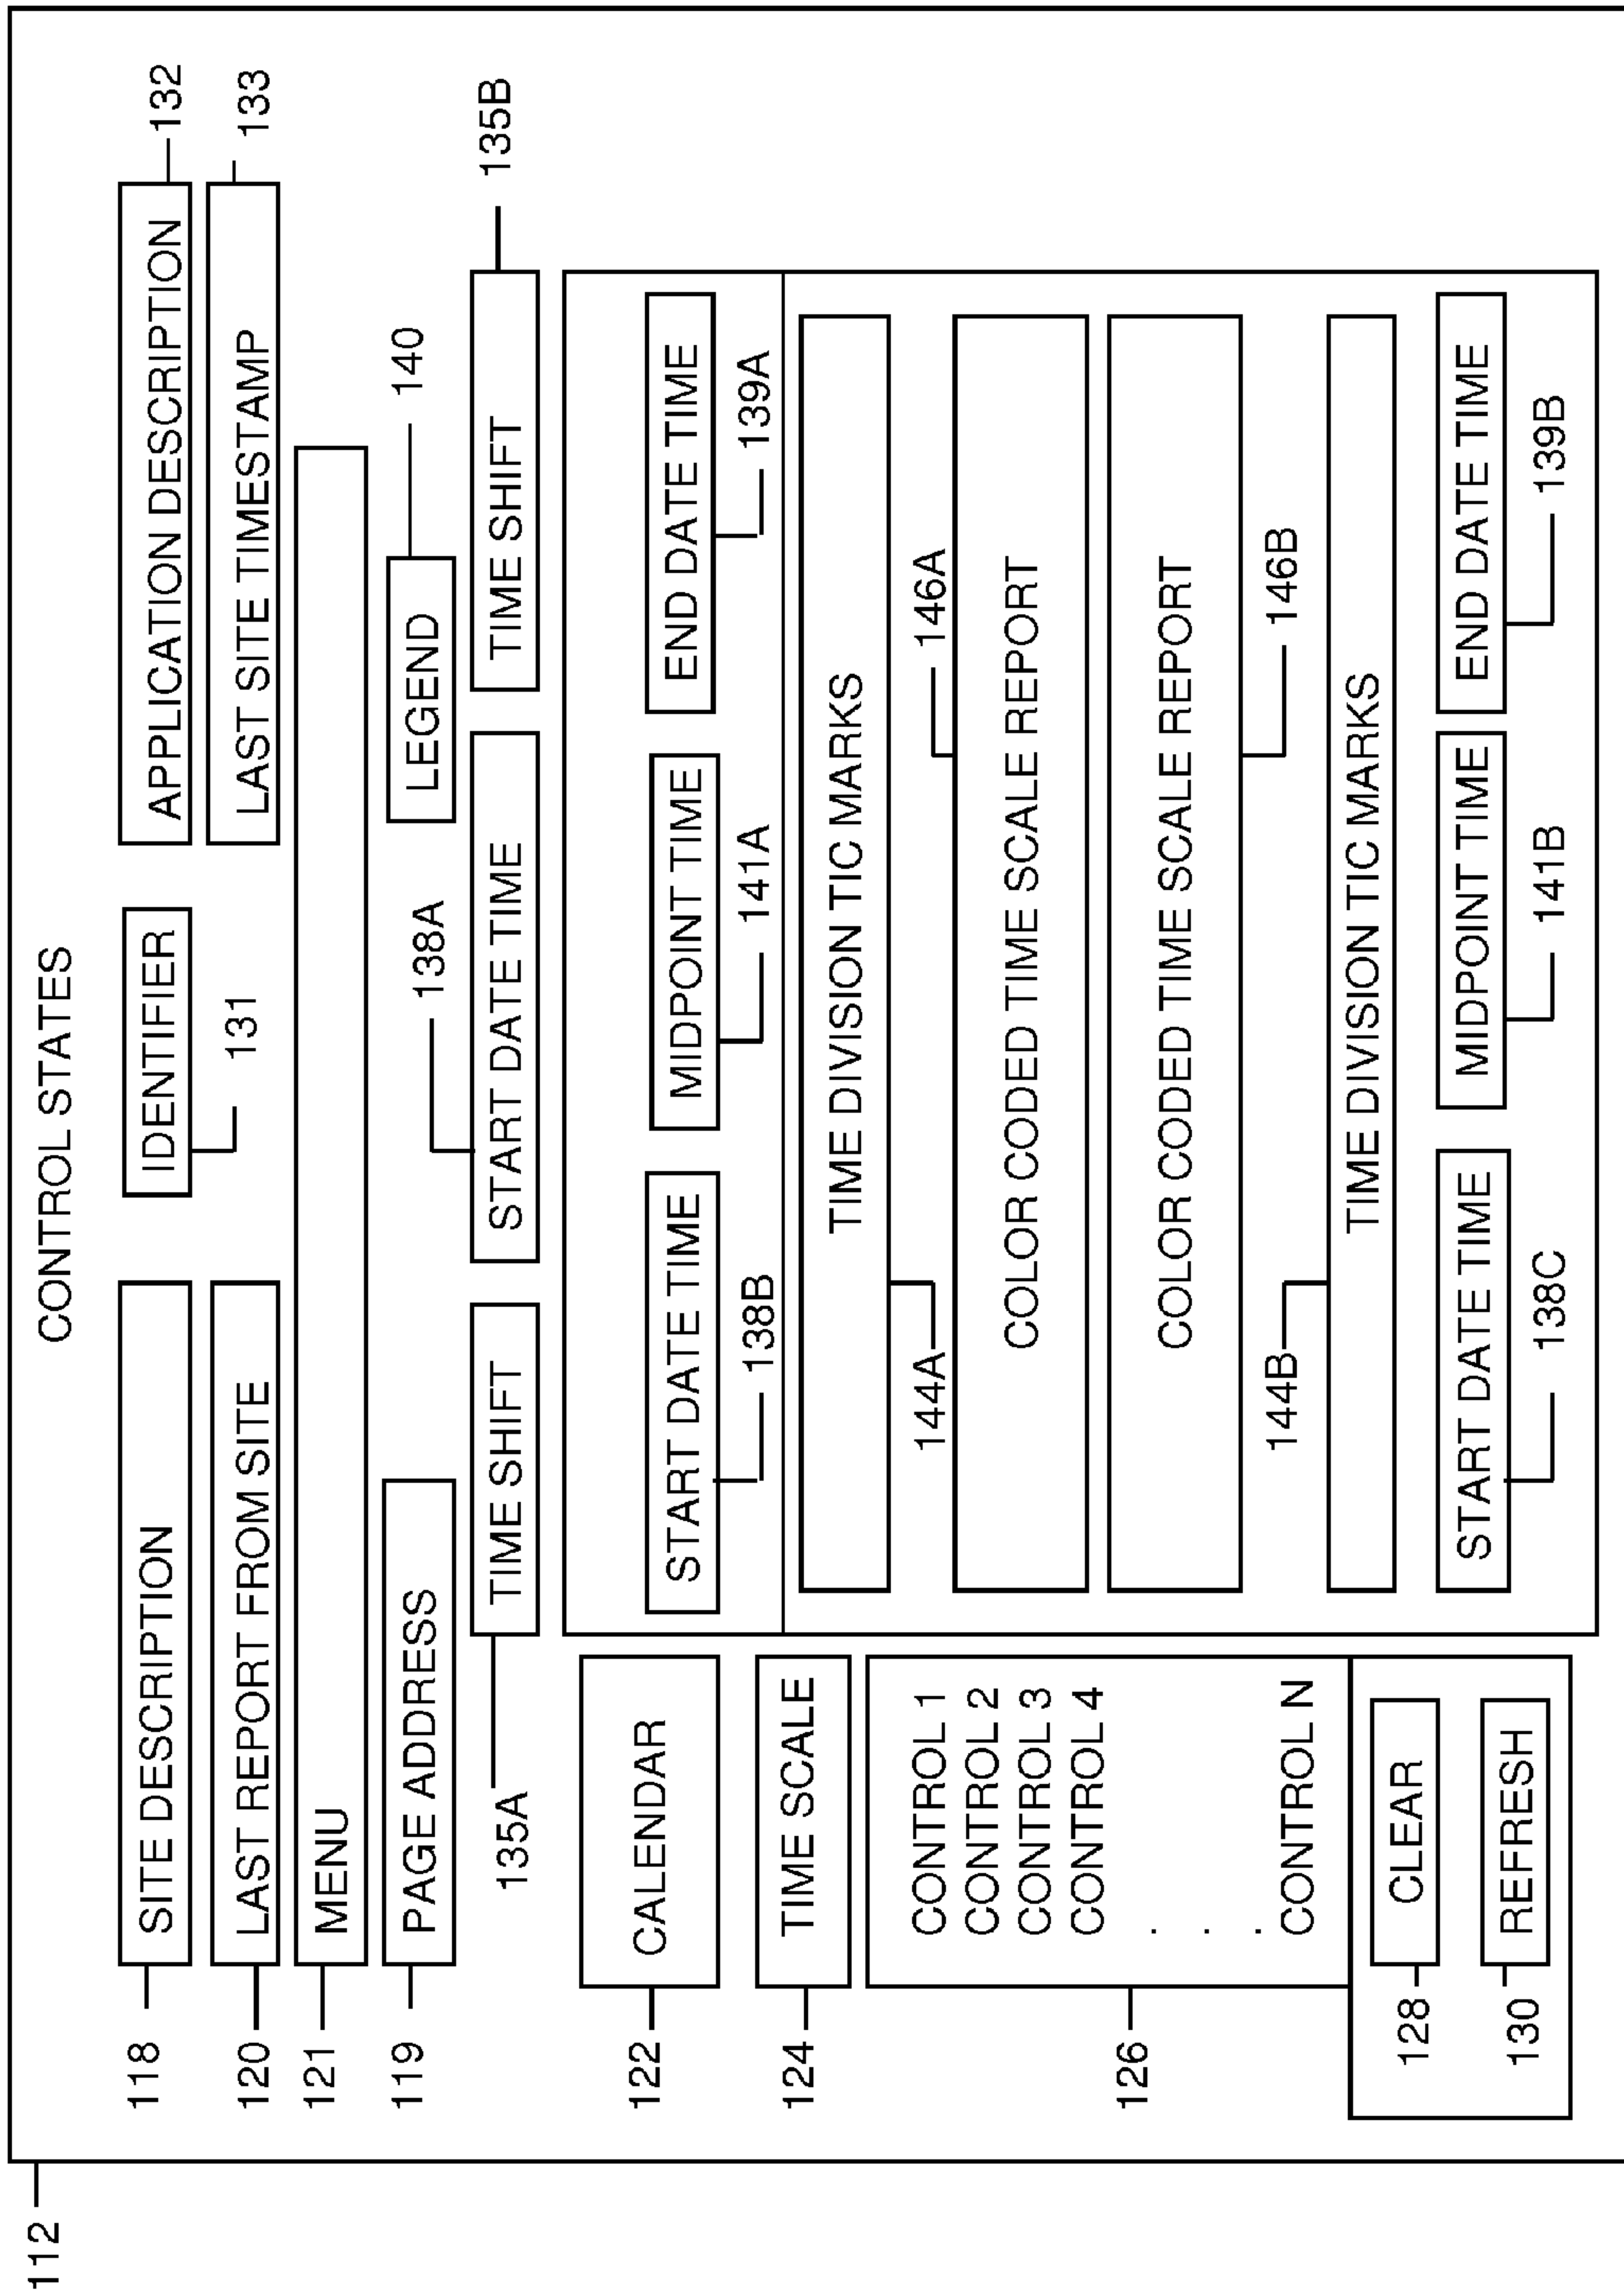 112
CONTROL STATES
118
SITE DESCRIPTION
IDENTIFIER
131
APPLICATION DESCRIPTION
132
120
LAST REPORT FROM SITE
LAST SITE TIMESTAMP
133
121
MENU
119
PAGE ADDRESS
138A
LEGEND
140
135A
TIME SHIFT
START DATE TIME
TIME SHIFT
135B
122
CALENDAR
START DATE TIME
138B
MIDPOINT TIME
141A
END DATE TIME
139A
124
TIME SCALE
TIME DIVISION TIC MARKS
144A
146A
126
CONTROL 1
CONTROL 2
CONTROL 3
CONTROL 4
. . .
CONTROL N
COLOR CODED TIME SCALE REPORT
COLOR CODED TIME SCALE REPORT
144B
146B
128
CLEAR
TIME DIVISION TIC MARKS
130
REFRESH
START DATE TIME
138C
MIDPOINT TIME
141B
END DATE TIME
139B